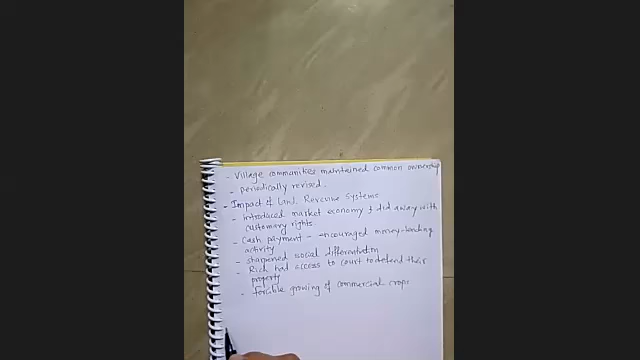 - Village communities maintained common ownership
- periodically revised.
- Impact of Land Revenue Systems
- Introduced market economy & did away with
customary rights.
- Cash payment - encouraged money-lending
activity
- sharpened social differentiation
- Rich had access to court to defend their
property
- forcible growing of commercial crops